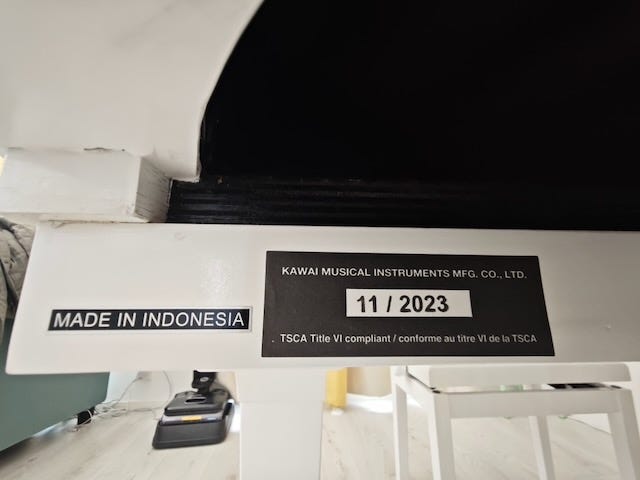 MADE IN INDONESIA
KAWAI MUSICAL INSTRUMENTS MFG. CO., LTD.
11 / 2023
TSCA Title VI compliant / conforme au titre VI de la TSCA